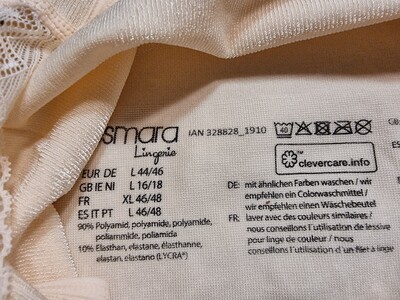 smara
Lingerie
IAN 328828_1910
40
GB:
clevercare.info
ES
EUR DE L 44/46
GB IE NI L 16/18
FR XL 46/48
ES IT PT L 46/48
90% Polyamid, polyamide, polyamide,
poliammide, poliamida
10% Elasthan, elastane, élasthanne,
elastan, elastano (LYCRA®)
DE: mit ähnlichen Farben waschen / wir
empfehlen ein Colorwaschmittel /
wir empfehlen einen Wäschebeutel
FR: laver avec des couleurs similaires /
nous conseillons l'utilisation de lessive
pour linge de couleur / nous
conseillons l'utilisation d'un filet à linge